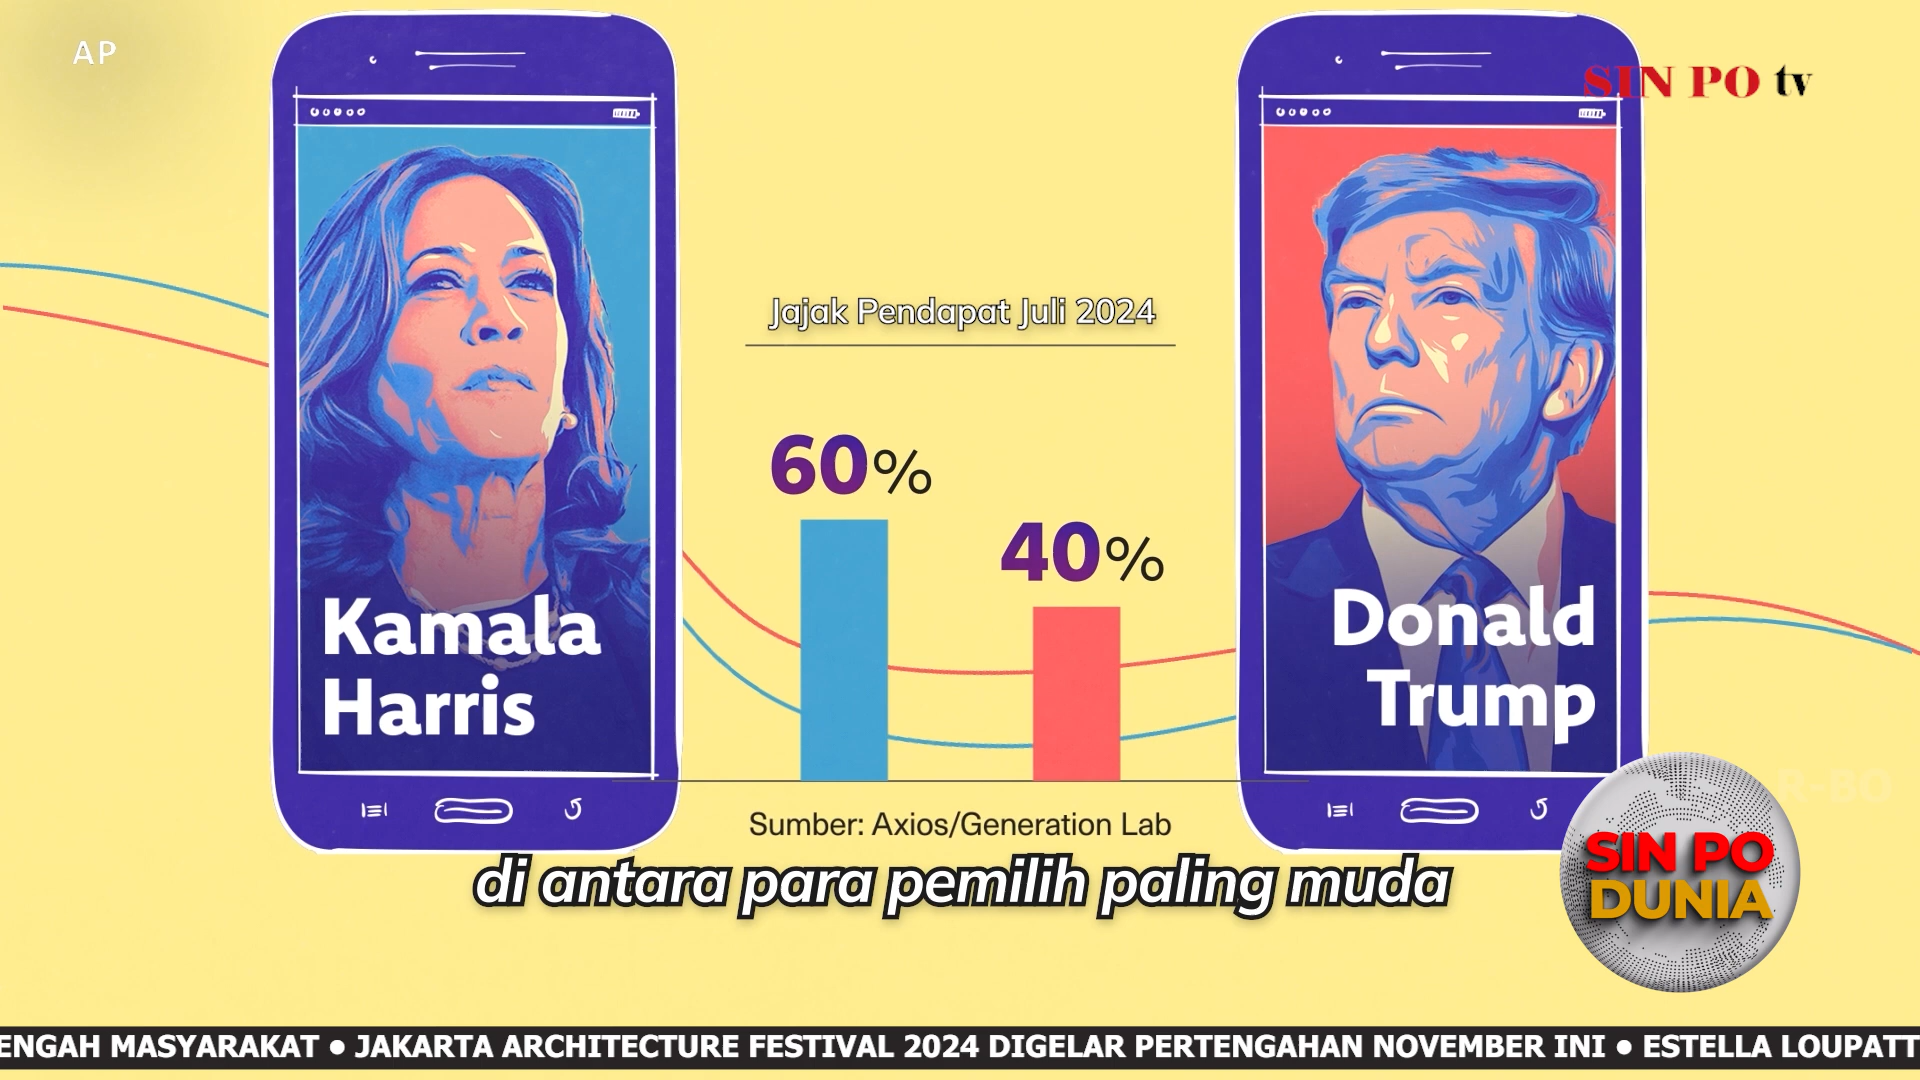 AP
SIN PO tv
Jajak Pendapat Juli 2024
60%
40%
Kamala
Harris
Donald
Trump
Sumber: Axios/Generation Lab
R-BO
di antara para pemilih paling muda
SIN PO
DUNIA
ENGAH MASYARAKAT • JAKARTA ARCHITECTURE FESTIVAL 2024 DIGELAR PERTENGAHAN NOVEMBER INI • ESTELLA LOUPATT